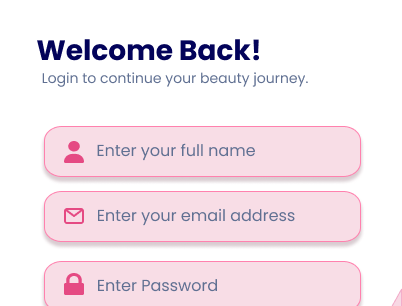 Welcome Back!
Login to continue your beauty journey.
Enter your full name
Enter your email address
Enter Password